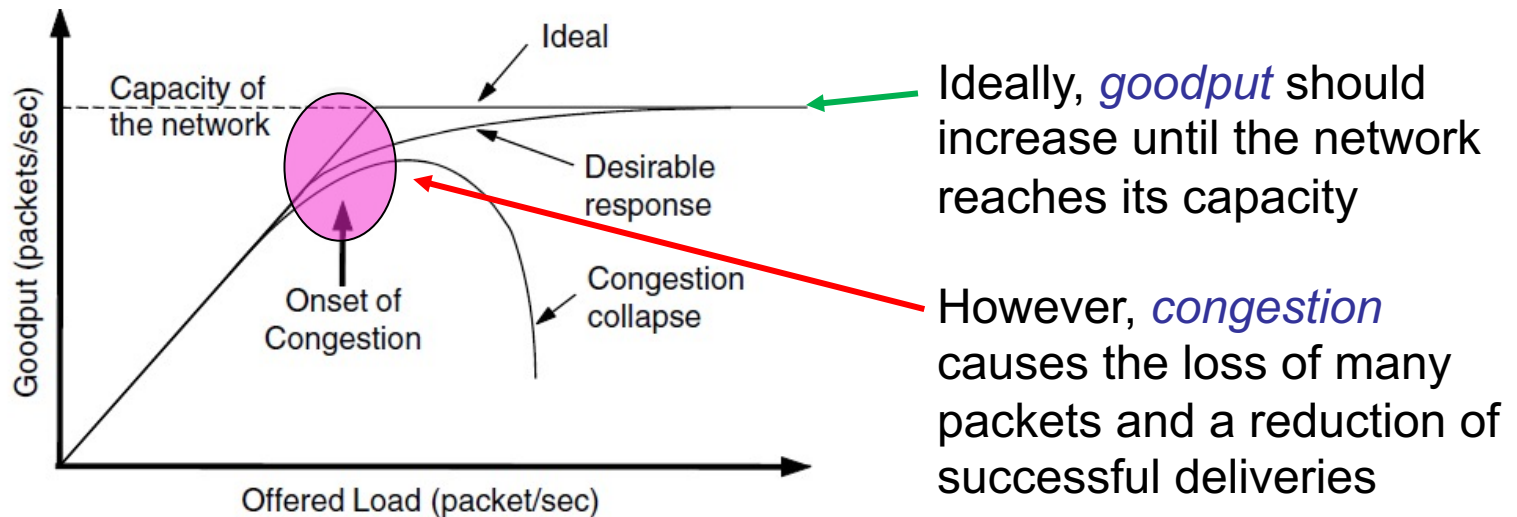 Ideal
Capacity of
the network
Desirable
response
Onset of
Congestion
Congestion
collapse
Goodput (packets/sec)
Offered Load (packet/sec)
Ideally, goodput should
increase until the network
reaches its capacity
However, congestion
causes the loss of many
packets and a reduction of
successful deliveries